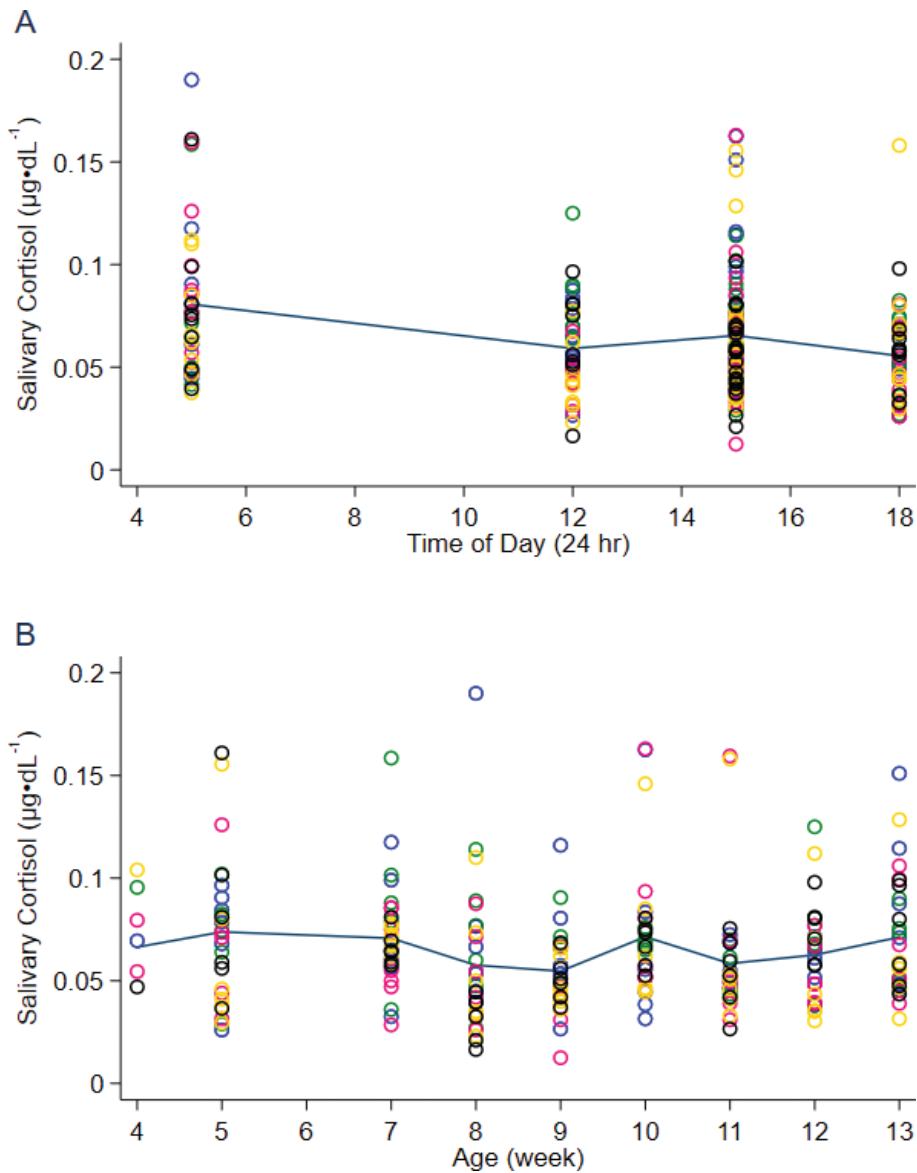 A
0.2
0.15
0.1
0.05
0
Salivary Cortisol (µg•dL⁻¹)
4 6 8 10 12 14 16 18
Time of Day (24 hr)
B
0.2
0.15
0.1
0.05
0
Salivary Cortisol (µg•dL⁻¹)
4 5 6 7 8 9 10 11 12 13
Age (week)